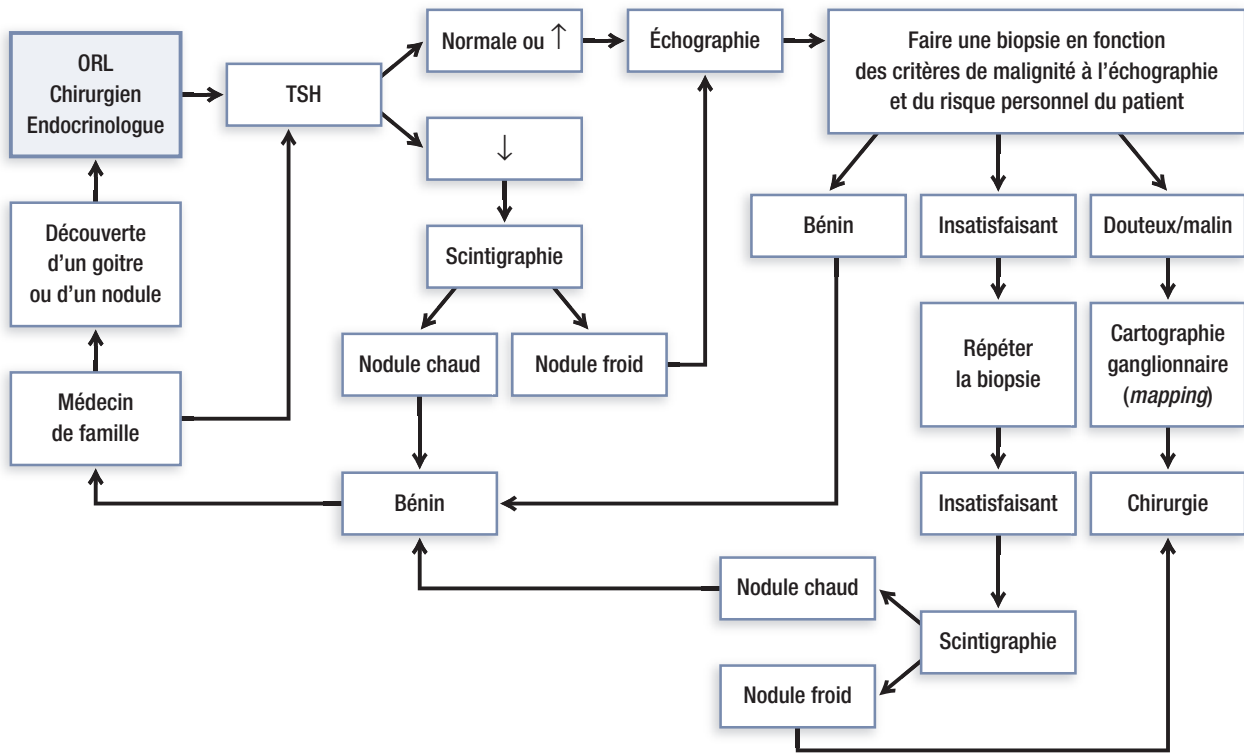 ORL
Chirurgien
Endocrinologue
TSH
Normale ou ↑
Échographie
Faire une biopsie en fonction
des critères de malignité à l’échographie
et du risque personnel du patient
↓
Découverte
d’un goitre
ou d’un nodule
Scintigraphie
Bénin
Insatisfaisant
Douteux/malin
Nodule chaud
Nodule froid
Répéter
la biopsie
Cartographie
ganglionnaire
(mapping)
Médecin
de famille
Bénin
Insatisfaisant
Chirurgie
Nodule chaud
Scintigraphie
Nodule froid